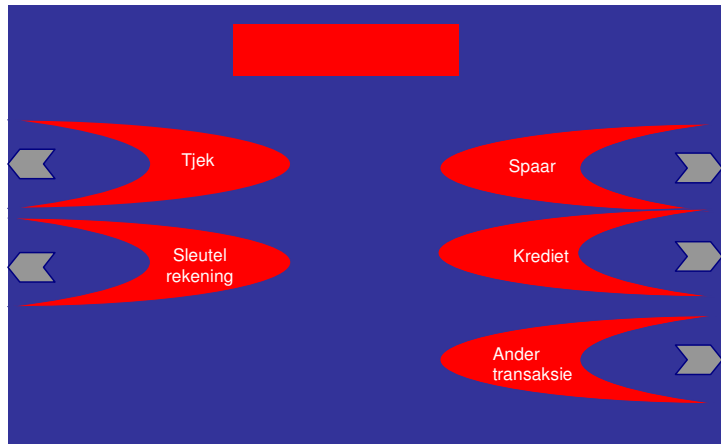 Tjek
Spaar
Sleutel
rekening
Krediet
Ander
transaksie